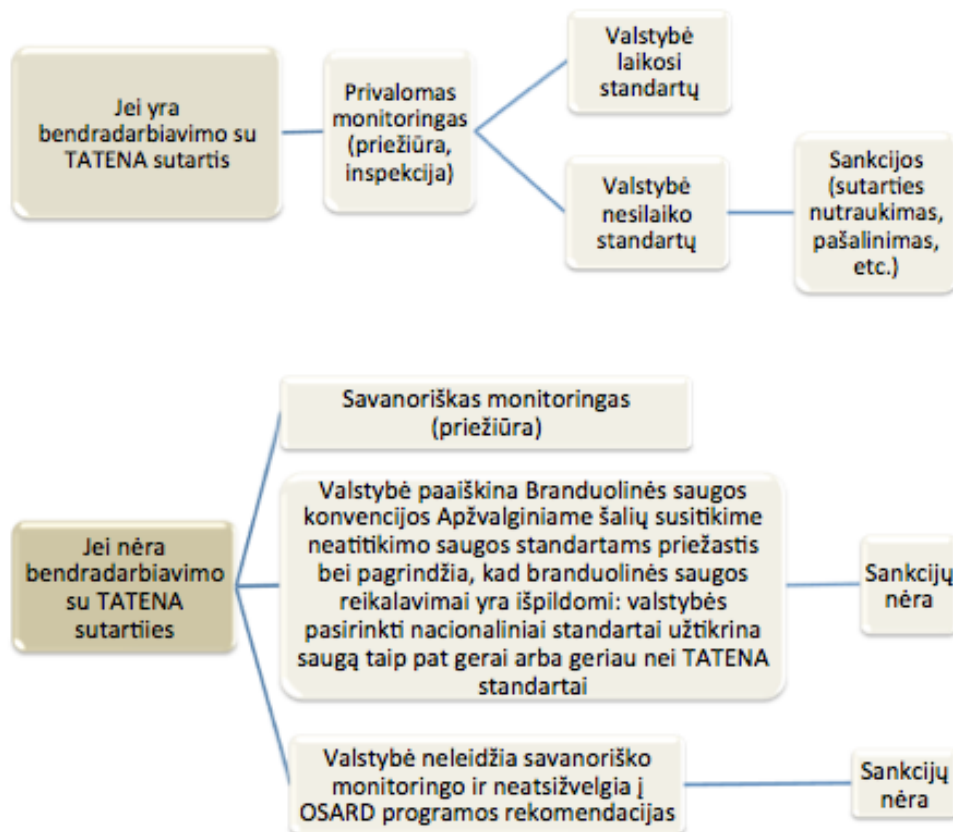 Jei yra
bendradarbiavimo su
TATENA sutartis
Privalomas
monitoringas
(priežiūra,
inspekcija)
Valstybė
laikosi
standartų
Valstybė
nesilaiko
standartų
Sankcijos
(sutarties
nutraukimas,
pašalinimas,
etc.)
Jei nėra
bendradarbiavimo
su TATENA
sutartiies
Savanoriškas monitoringas
(priežiūra)
Valstybė paaiškina Branduolinės saugos
konvencijos Apžvalginiame šalių susitikime
neatitikimo saugos standartams priežastis
bei pagrindžia, kad branduolinės saugos
reikalavimai yra išpildomi: valstybės
pasirinkti nacionaliniai standartai užtikrina
saugą taip pat gerai arba geriau nei TATENA
standartai
Sankcijų
nėra
Valstybė neleidžia savanoriško
monitoringo ir neatsižvelgia į
OSARD programos rekomendacijas
Sankcijų
nėra